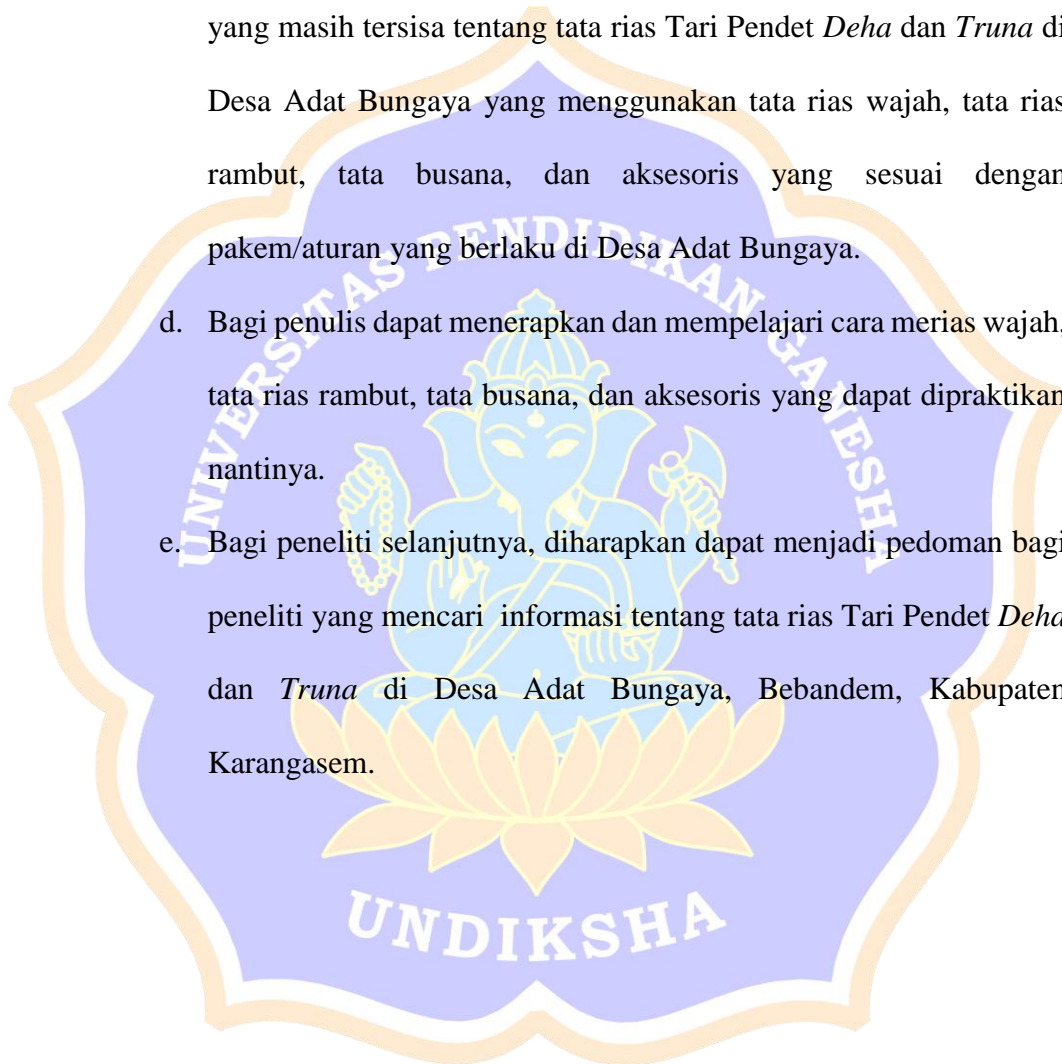 yang masih tersisa tentang tata rias Tari Pendet Deha dan Truna di
Desa Adat Bungaya yang menggunakan tata rias wajah, tata rias
rambut, tata busana, dan aksesoris yang sesuai dengan
pakem/aturan yang berlaku di Desa Adat Bungaya.
d. Bagi penulis dapat menerapkan dan mempelajari cara merias wajah,
tata rias rambut, tata busana, dan aksesoris yang dapat dipraktikan
nantinya.
e. Bagi peneliti selanjutnya, diharapkan dapat menjadi pedoman bagi
peneliti yang mencari informasi tentang tata rias Tari Pendet Deha
dan Truna di Desa Adat Bungaya, Bebandem, Kabupaten
Karangasem.
UNIVERSITAS PENDIDIKAN GANESHA
UNDIKSHA